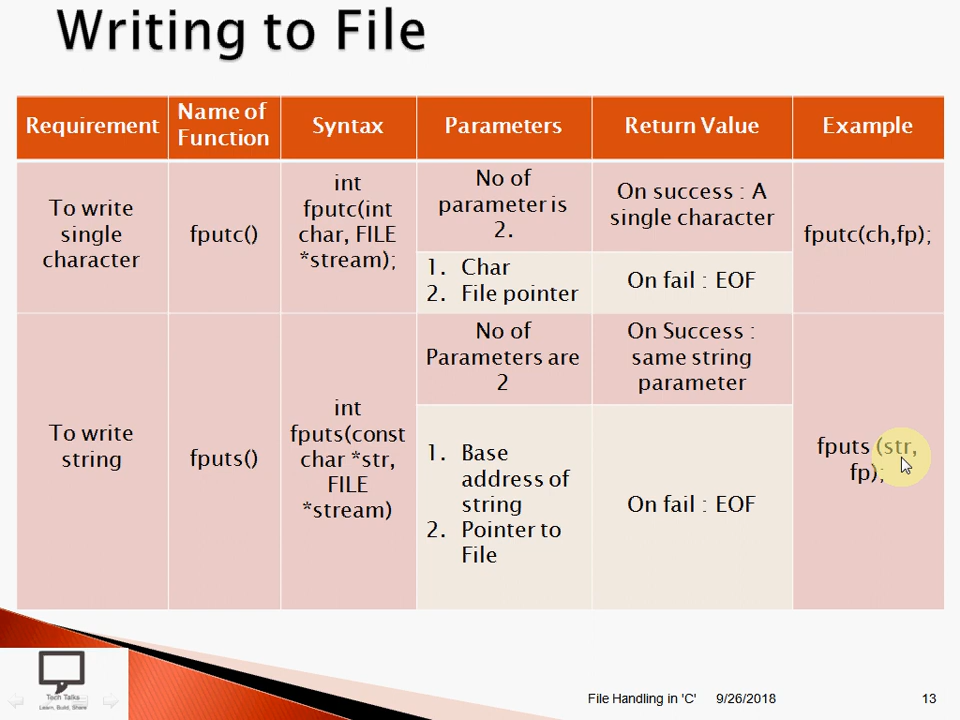 Writing to File
Requirement
Name of
Function
Syntax
Parameters
Return Value
Example
To write
single
character
fputc()
int
fputc(int
char, FILE
*stream);
No of
parameter is
2.
On success : A
single character
fputc(ch,fp);
1. Char
2. File pointer
On fail : EOF
To write
string
fputs()
int
fputs(const
char *str,
FILE
*stream)
No of
Parameters are
2
On Success :
same string
parameter
fputs (str,
fp);
1. Base
address of
string
2. Pointer to
File
On fail : EOF
Tech Talks
Learn, Build, Share
File Handling in 'C'
9/26/2018
13